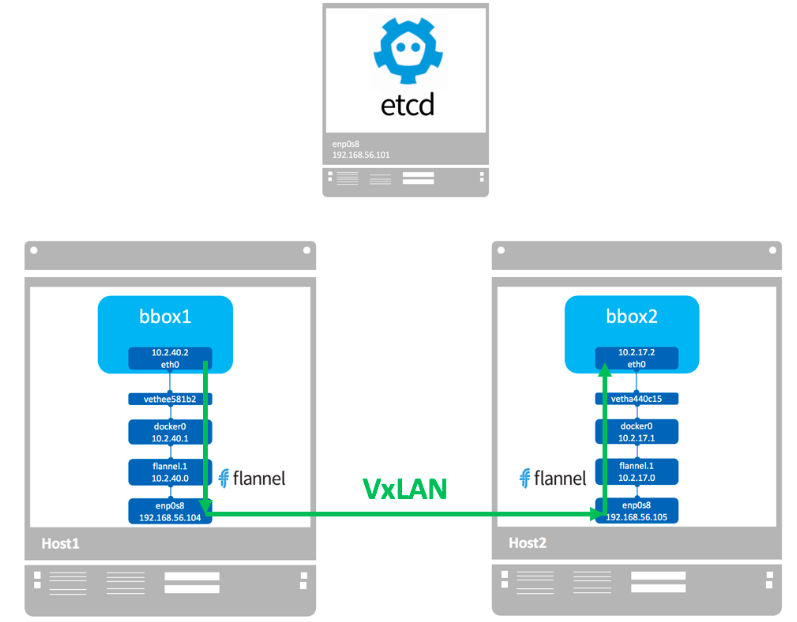 etcd
enp0s8
192.168.56.101
bbox1
10.2.40.2
eth0
vethee581b2
docker0
10.2.40.1
flannel.1
10.2.40.0
flannel
enp0s8
192.168.56.104
Host1
VxLAN
bbox2
10.2.17.2
eth0
vetha440c15
docker0
10.2.17.1
flannel.1
10.2.17.0
flannel
enp0s8
192.168.56.105
Host2